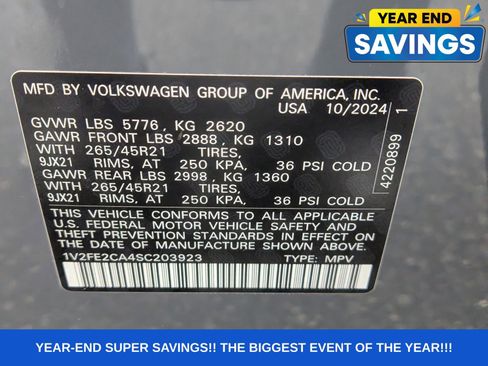 YEAR END
SAVINGS
MFD BY VOLKSWAGEN GROUP OF AMERICA, INC.
USA 10/2024
GVWR LBS 5776, KG 2620
GAWR FRONT LBS 2888, KG 1310
WITH 265/45R21 TIRES,
9JX21 RIMS, AT 250 KPA, 36 PSI COLD
GAWR REAR LBS 2998, KG 1360
WITH 265/45R21 TIRES,
9JX21 RIMS, AT 250 KPA, 36 PSI COLD
THIS VEHICLE CONFORMS TO ALL APPLICABLE
U.S. FEDERAL MOTOR VEHICLE SAFETY AND
THEFT PREVENTION STANDARDS IN EFFECT ON THE
DATE OF MANUFACTURE SHOWN ABOVE.
1V2FE2CA4SC203923 TYPE: MPV
4220899 1
YEAR-END SUPER SAVINGS!! THE BIGGEST EVENT OF THE YEAR!!!